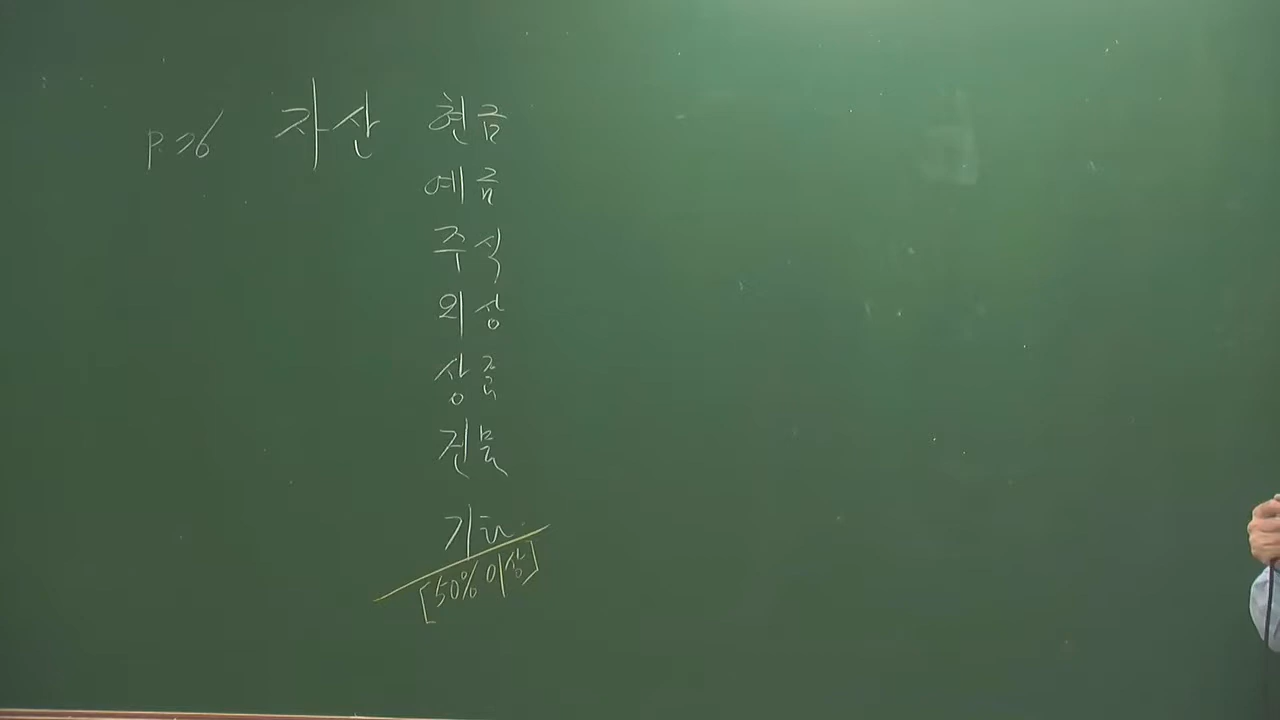 p.26 자산 현금
예금
주식
외상
상품
건물
기타
[50% 이상]